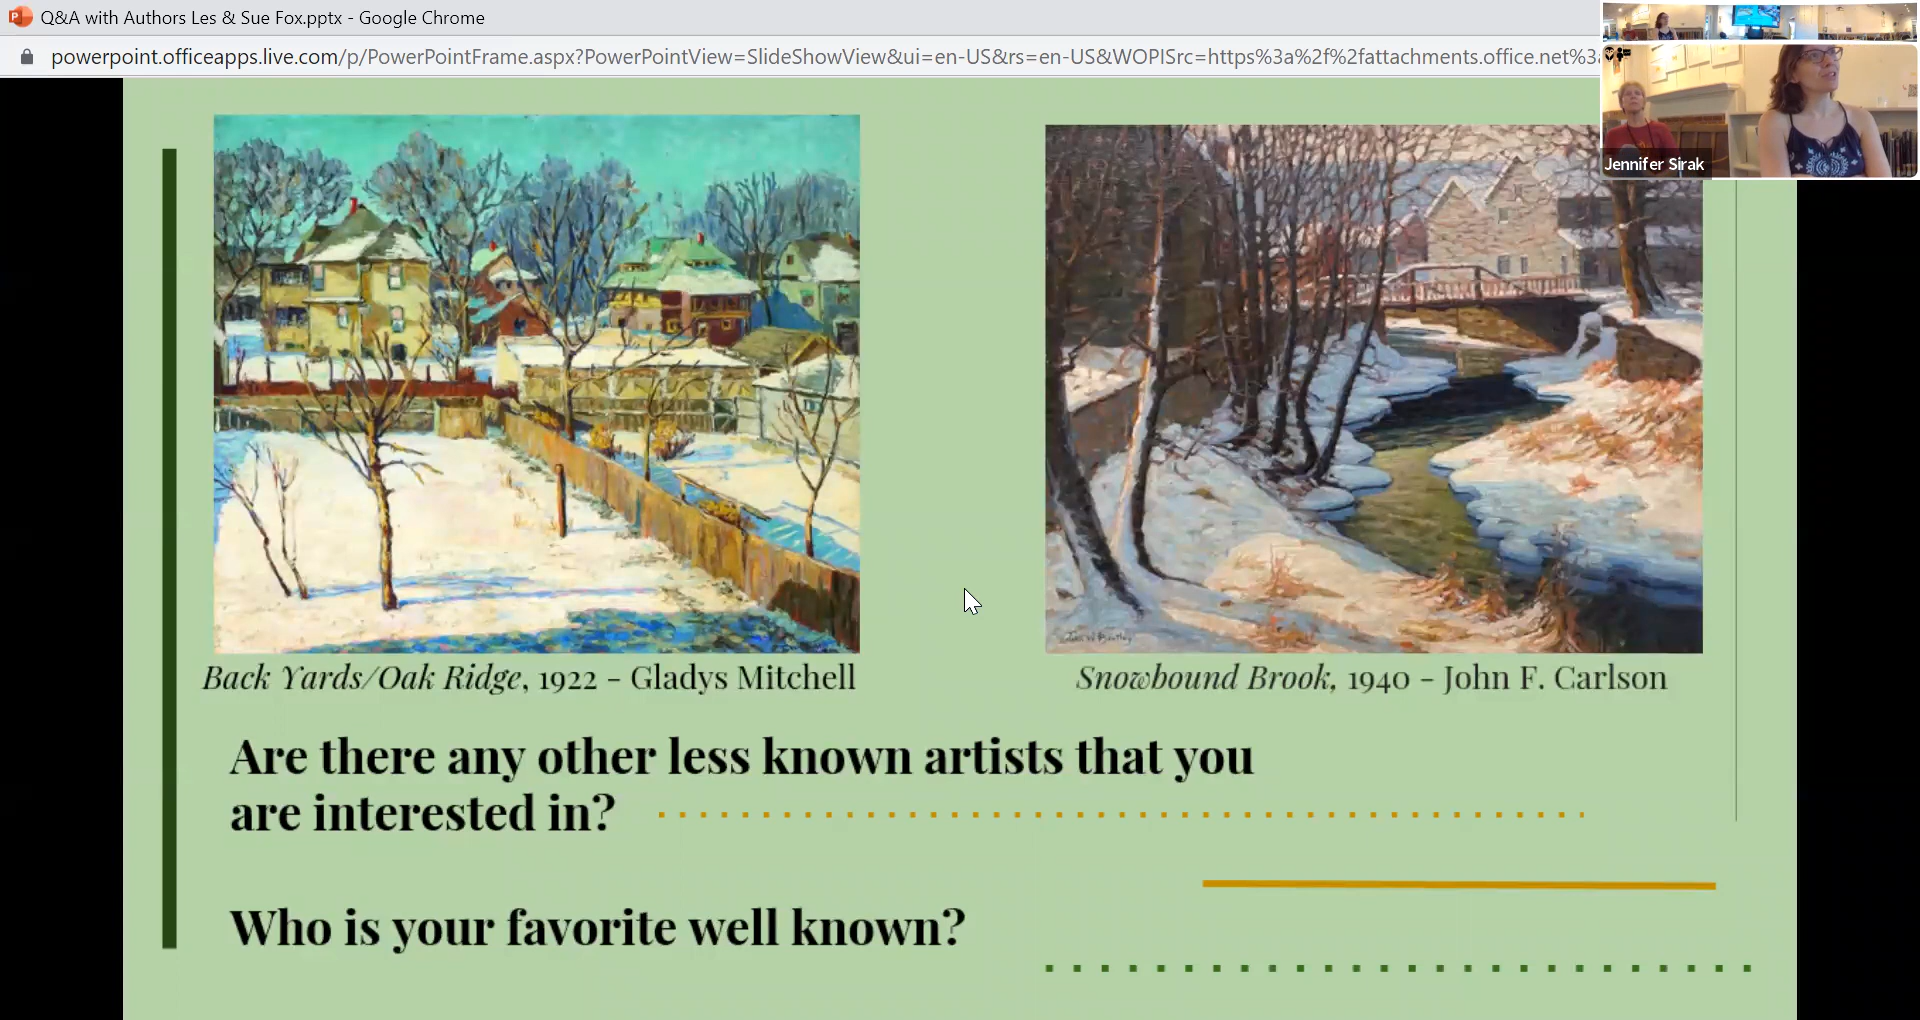 Q&A with Authors Les & Sue Fox.pptx - Google Chrome
powerpoint.officeapps.live.com/p/PowerPointFrame.aspx?PowerPointView=SlideShowView&ui=en-US&rs=en-US&WOPISrc=https%3a%2f%2fattachments.office.net%3
Jennifer Sirak
John W Bentley
Back Yards/Oak Ridge, 1922 - Gladys Mitchell
Snowbound Brook, 1940 - John F. Carlson
Are there any other less known artists that you
are interested in?
Who is your favorite well known?